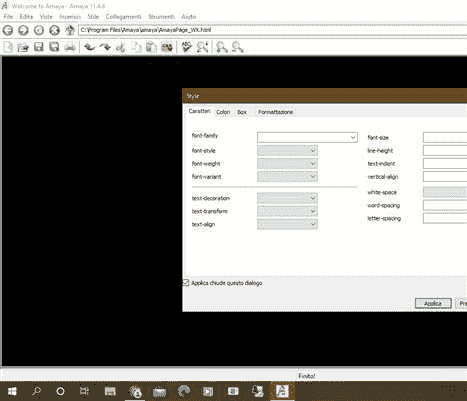 Welcome to Amaya - Amaya 11.4.4
File Edita Viste Inserisci Stile Collegamenti Strumenti Aiuto
C:\Program Files\Amaya\amaya\AmayaPage_WX.html
Style
Caratteri Colori Box Formattazione
font-family
font-size
font-style
line-height
font-weight
text-indent
font-variant
vertical-align
white-space
text-decoration
word-spacing
text-transform
letter-spacing
text-align
Applica chiude questo dialogo
Applica Pre
Finito!